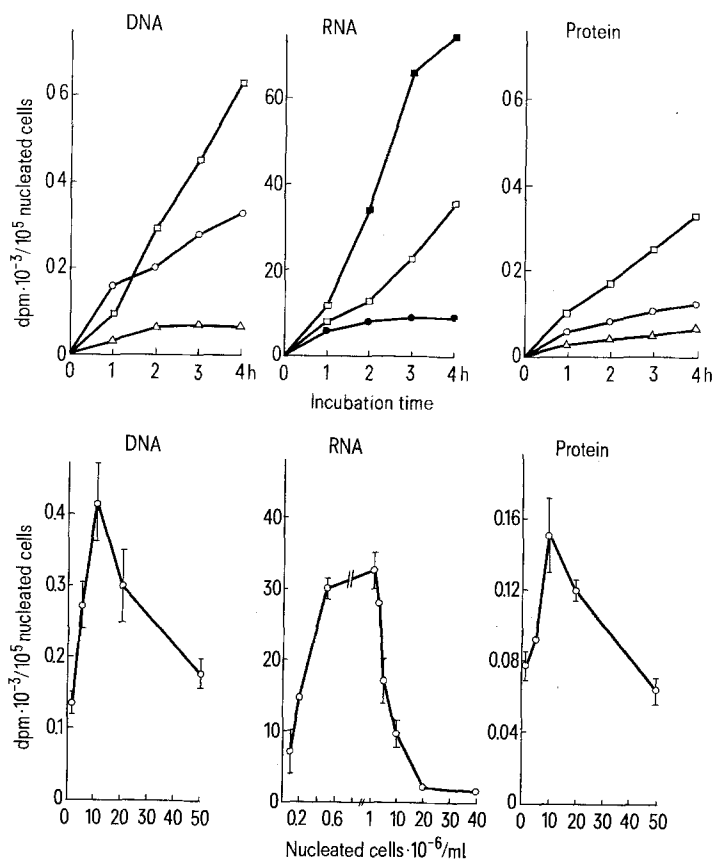 DNA
RNA
Protein
dpm·10⁻³/10⁵ nucleated cells
0 6
0 4
0 2
0
0 1 2 3 4 h
60
40
20
0
0 1 2 3 4 h
0 6
0 4
0 2
0
0 1 2 3 4 h
Incubation time
DNA
RNA
Protein
dpm·10⁻³/10⁵ nucleated cells
0.4
0.3
0.2
0.1
0
0 10 20 30 40 50
40
30
20
10
0
0.2 0.6 1 10 20 30 40
0.16
0.12
0.08
0.04
0
0 10 20 30 40 50
Nucleated cells·10⁻⁶/ml